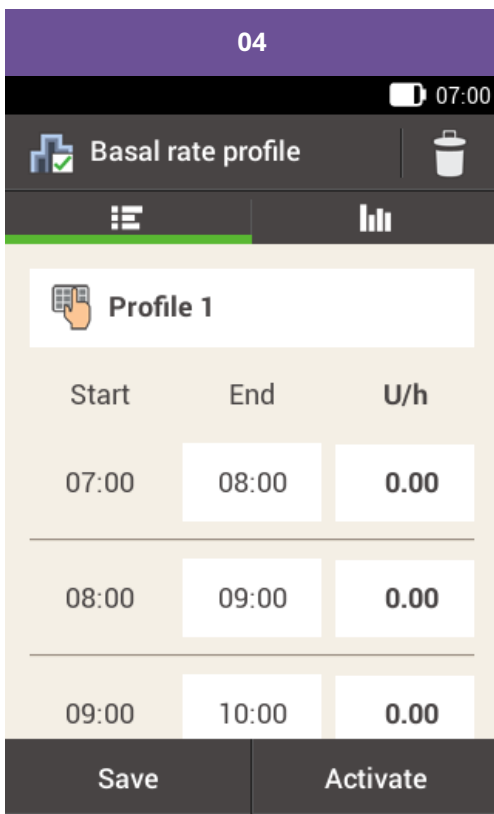 04
07:00
Basal rate profile
Profile 1
Start End U/h
07:00 08:00 0.00
08:00 09:00 0.00
09:00 10:00 0.00
Save Activate